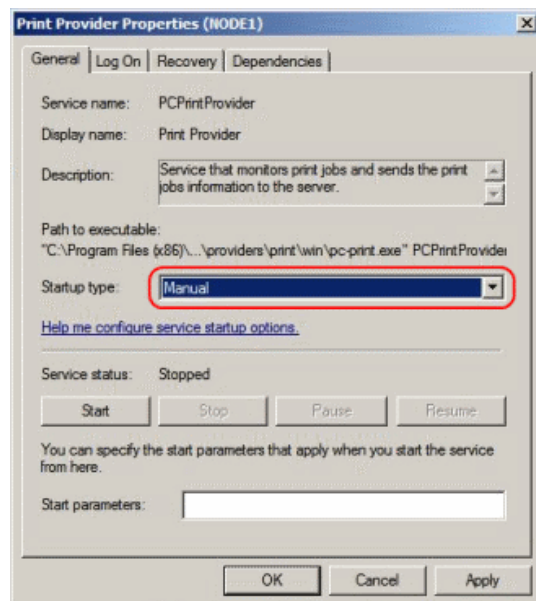 Print Provider Properties (NODE1)
General Log On Recovery Dependencies
Service name: PCPrintProvider
Display name: Print Provider
Description: Service that monitors print jobs and sends the print
jobs information to the server.
Path to executable:
"C:\Program Files (x86)\...\providers\print\win\pc-print.exe" PCPrintProvider
Startup type: Manual
Help me configure service startup options.
Service status: Stopped
Start Stop Pause Resume
You can specify the start parameters that apply when you start the service
from here.
Start parameters:
OK Cancel Apply